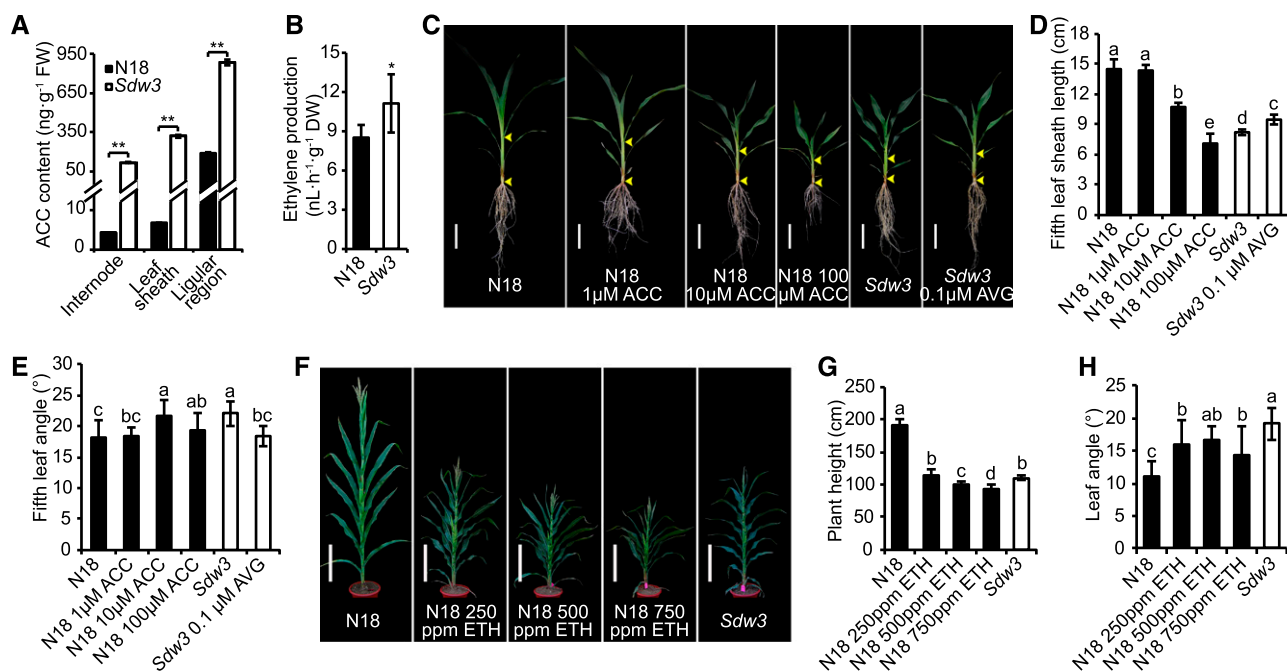 A
ACC content (ng·g⁻¹ FW)
950
650
350
50
10
0
N18
Sdw3
**
**
**
Internode
Leaf
sheath
Ligular
region
B
Ethylene production
(nL·h⁻¹·g⁻¹ DW)
15
12
9
6
3
0
*
N18
Sdw3
C
N18
N18
1µM ACC
N18
10µM ACC
N18 100
µM ACC
Sdw3
Sdw3
0.1µM AVG
D
Fifth leaf sheath length (cm)
18
15
12
9
6
3
0
a
a
b
e
d
c
N18
N18 1µM ACC
N18 10µM ACC
N18 100µM ACC
Sdw3
Sdw3 0.1 µM AVG
E
Fifth leaf angle (°)
30
25
20
15
10
5
0
c
bc
a
ab
a
bc
N18
N18 1µM ACC
N18 10µM ACC
N18 100µM ACC
Sdw3
Sdw3 0.1 µM AVG
F
N18
N18 250
ppm ETH
N18 500
ppm ETH
N18 750
ppm ETH
Sdw3
G
Plant height (cm)
250
200
150
100
50
0
a
b
c
d
b
N18
N18 250ppm ETH
N18 500ppm ETH
N18 750ppm ETH
Sdw3
H
Leaf angle (°)
25
20
15
10
5
0
c
b
ab
b
a
N18
N18 250ppm ETH
N18 500ppm ETH
N18 750ppm ETH
Sdw3